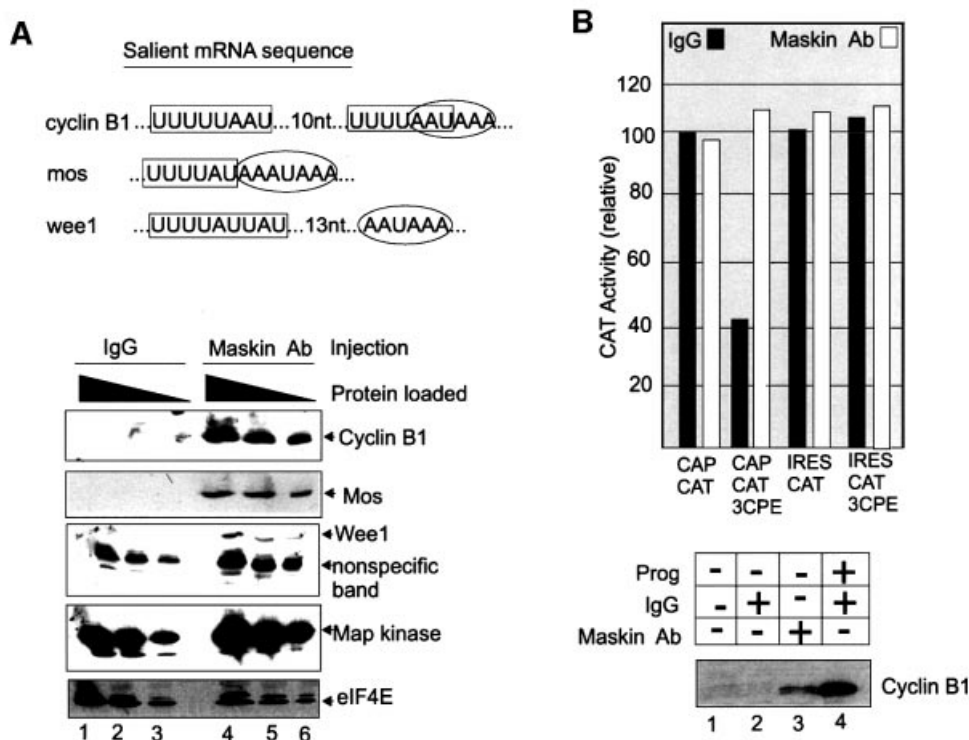 A
Salient mRNA sequence
cyclin B1 ...UUUUUAAU... 10nt... UUUUAAUAAA...
mos ...UUUUAUAAAUAAA...
wee1 ...UUUUAUUAU... 13nt... AAUAAA...
IgG Maskin Ab Injection
Protein loaded
Cyclin B1
Mos
Wee1
nonspecific
band
Map kinase
eIF4E
1 2 3 4 5 6
B
IgG Maskin Ab
CAT Activity (relative)
120
100
80
60
40
20
CAP
CAT
CAP
CAT
3CPE
IRES
CAT
IRES
CAT
3CPE
Prog - - - +
IgG - + - +
Maskin Ab - - + -
Cyclin B1
1 2 3 4